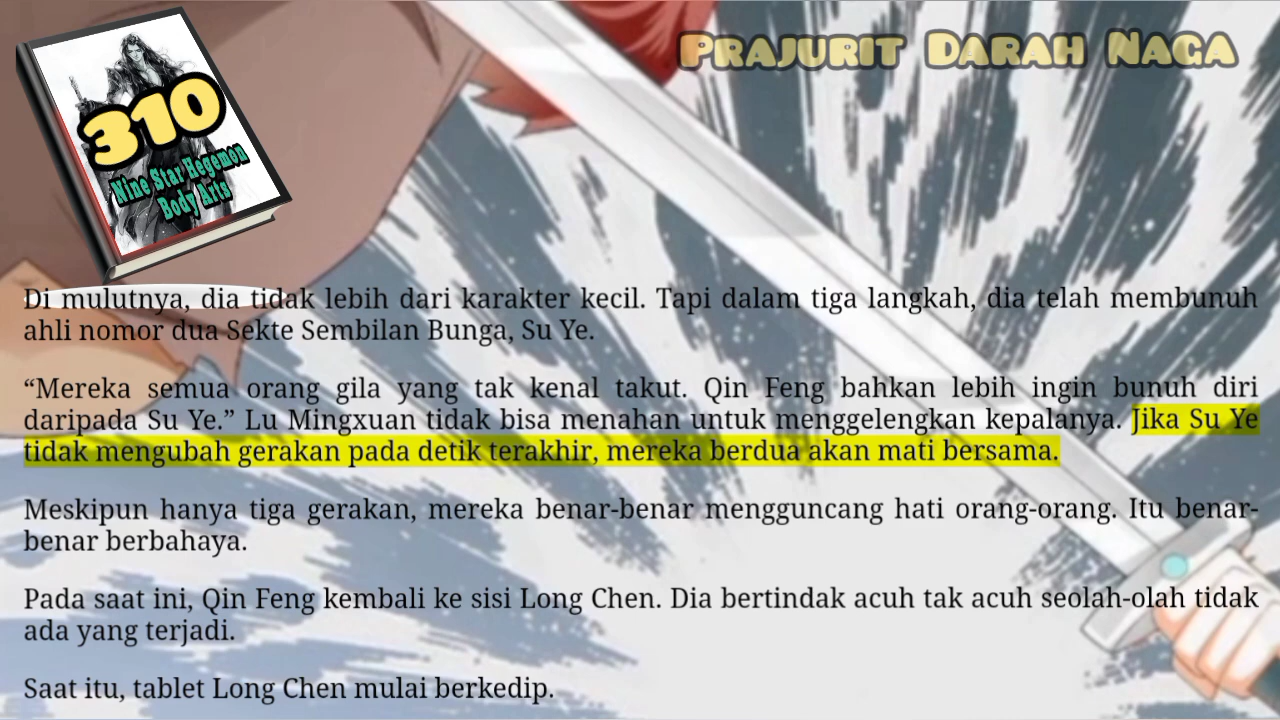 Prajurit Darah Naga
310
Nine Star Hegemon
Body Arts
Di mulutnya, dia tidak lebih dari karakter kecil. Tapi dalam tiga langkah, dia telah membunuh
ahli nomor dua Sekte Sembilan Bunga, Su Ye.
“Mereka semua orang gila yang tak kenal takut. Qin Feng bahkan lebih ingin bunuh diri
daripada Su Ye.” Lu Mingxuan tidak bisa menahan untuk menggelengkan kepalanya. Jika Su Ye
tidak mengubah gerakan pada detik terakhir, mereka berdua akan mati bersama.
Meskipun hanya tiga gerakan, mereka benar-benar mengguncang hati orang-orang. Itu benar-
benar berbahaya.
Pada saat ini, Qin Feng kembali ke sisi Long Chen. Dia bertindak acuh tak acuh seolah-olah tidak
ada yang terjadi.
Saat itu, tablet Long Chen mulai berkedip.